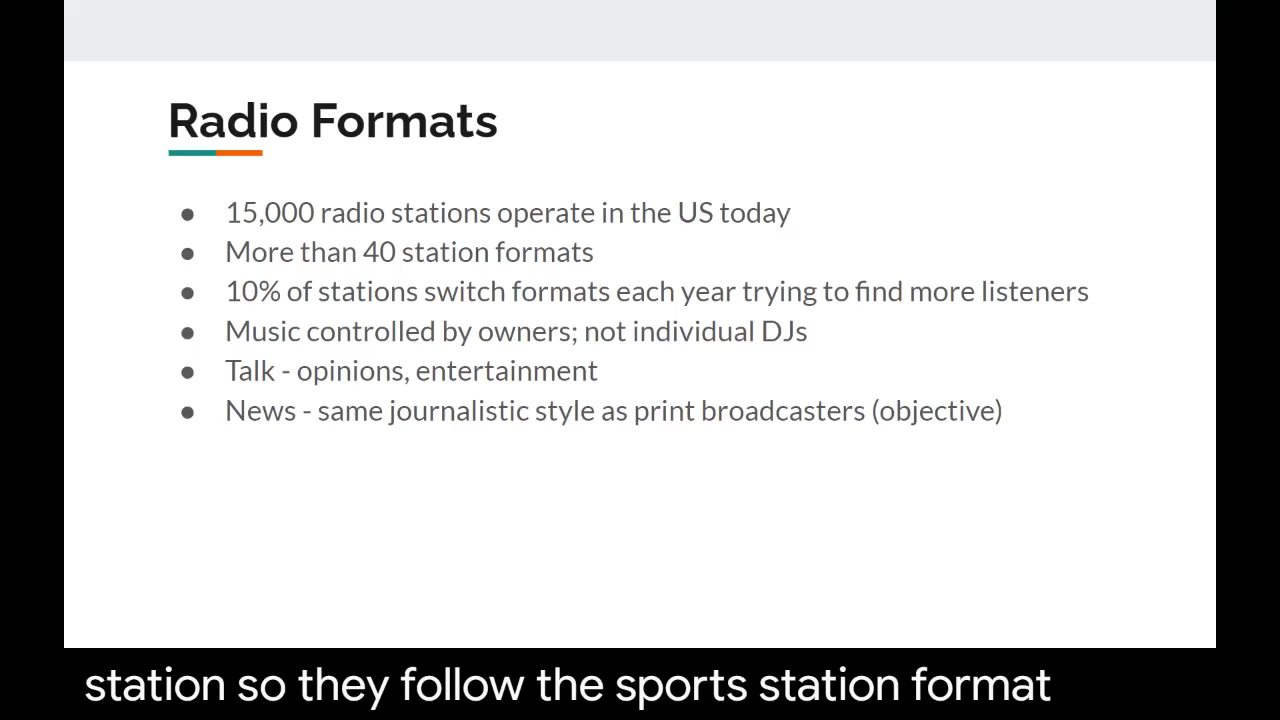 Radio Formats
● 15,000 radio stations operate in the US today
● More than 40 station formats
● 10% of stations switch formats each year trying to find more listeners
● Music controlled by owners; not individual DJs
● Talk - opinions, entertainment
● News - same journalistic style as print broadcasters (objective)
station so they follow the sports station format